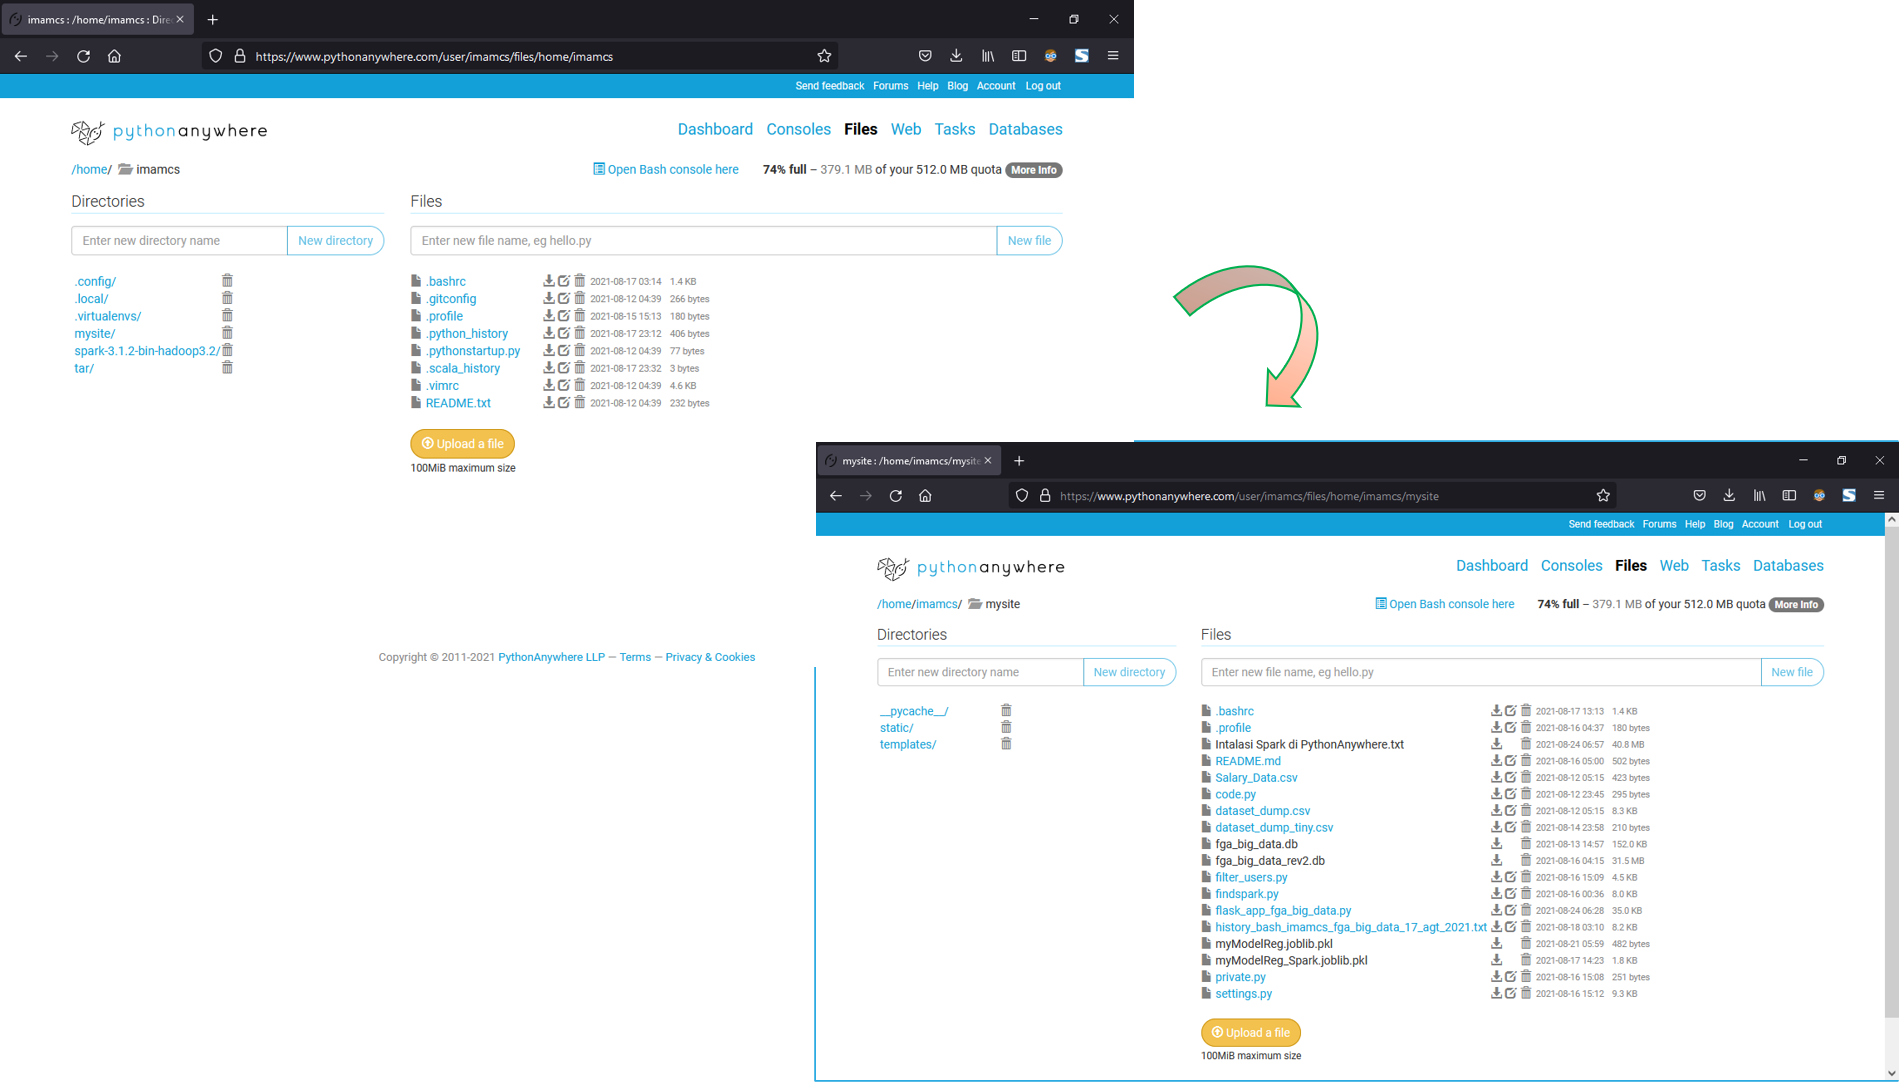 imamcs : /home/imamcs : Dire
https://www.pythonanywhere.com/user/imamcs/files/home/imamcs
Send feedback Forums Help Blog Account Log out
pythonanywhere
Dashboard Consoles Files Web Tasks Databases
/home/ imamcs
Open Bash console here 74% full – 379.1 MB of your 512.0 MB quota More Info
Directories
Enter new directory name New directory
.config/
.local/
.virtualenvs/
mysite/
spark-3.1.2-bin-hadoop3.2/
tar/
Files
Enter new file name, eg hello.py New file
.bashrc 2021-08-17 03:14 1.4 KB
.gitconfig 2021-08-12 04:39 266 bytes
.profile 2021-08-15 15:13 180 bytes
.python_history 2021-08-17 23:12 406 bytes
.pythonstartup.py 2021-08-12 04:39 77 bytes
.scala_history 2021-08-17 23:32 3 bytes
.vimrc 2021-08-12 04:39 4.6 KB
README.txt 2021-08-12 04:39 232 bytes
Upload a file
100MiB maximum size
Copyright © 2011-2021 PythonAnywhere LLP — Terms — Privacy & Cookies
mysite : /home/imamcs/mysite
https://www.pythonanywhere.com/user/imamcs/files/home/imamcs/mysite
Send feedback Forums Help Blog Account Log out
pythonanywhere
Dashboard Consoles Files Web Tasks Databases
/home/imamcs/ mysite
Open Bash console here 74% full – 379.1 MB of your 512.0 MB quota More Info
Directories
Enter new directory name New directory
__pycache__/
static/
templates/
Files
Enter new file name, eg hello.py New file
.bashrc 2021-08-17 13:13 1.4 KB
.profile 2021-08-16 04:37 180 bytes
Intalasi Spark di PythonAnywhere.txt 2021-08-24 06:57 40.8 MB
README.md 2021-08-16 05:00 502 bytes
Salary_Data.csv 2021-08-12 05:15 423 bytes
code.py 2021-08-12 23:45 295 bytes
dataset_dump.csv 2021-08-12 05:15 8.3 KB
dataset_dump_tiny.csv 2021-08-14 23:58 210 bytes
fga_big_data.db 2021-08-13 14:57 152.0 KB
fga_big_data_rev2.db 2021-08-16 04:15 31.5 MB
filter_users.py 2021-08-16 15:09 4.5 KB
findspark.py 2021-08-16 00:36 8.0 KB
flask_app_fga_big_data.py 2021-08-24 06:28 35.0 KB
history_bash_imamcs_fga_big_data_17_agt_2021.txt 2021-08-18 03:10 8.2 KB
myModelReg.joblib.pkl 2021-08-21 05:59 482 bytes
myModelReg_Spark.joblib.pkl 2021-08-17 14:23 1.8 KB
private.py 2021-08-16 15:08 251 bytes
settings.py 2021-08-16 15:12 9.3 KB
Upload a file
100MiB maximum size